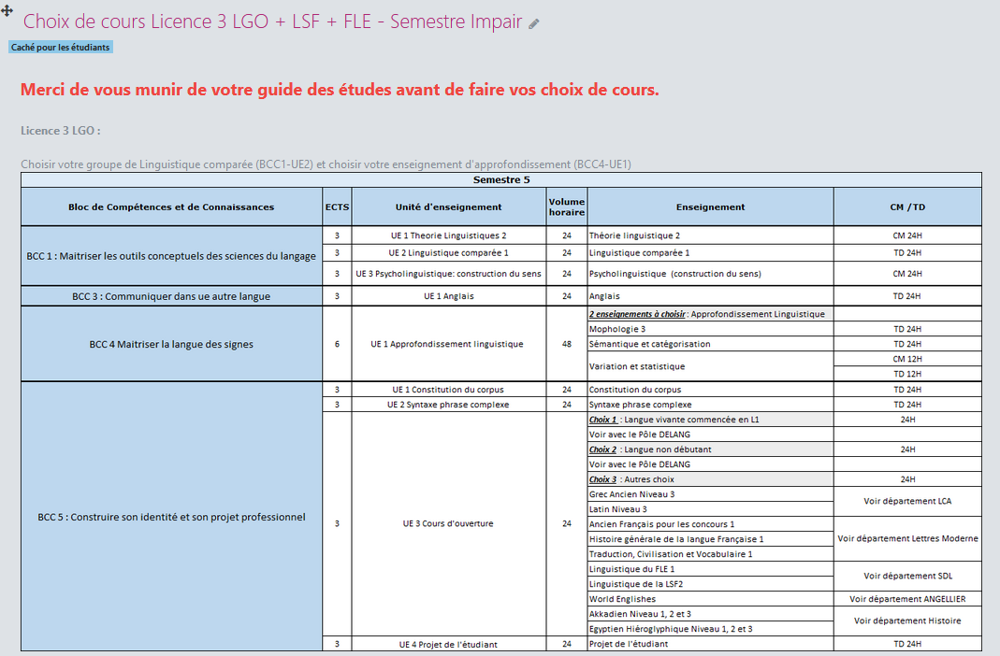 Choix de cours Licence 3 LGO + LSF + FLE - Semestre Impair
Caché pour les étudiants
Merci de vous munir de votre guide des études avant de faire vos choix de cours.
Licence 3 LGO :
Choisir votre groupe de Linguistique comparée (BCC1-UE2) et choisir votre enseignement d'approfondissement (BCC4-UE1)
Semestre 5
Bloc de Compétences et de Connaissances ECTS Unité d'enseignement Volume horaire Enseignement CM /TD
BCC 1 : Maitriser les outils conceptuels des sciences du langage
3 UE 1 Theorie Linguistiques 2 24 Théorie linguistique 2 CM 24H
3 UE 2 Linguistique comparée 1 24 Linguistique comparée 1 TD 24H
3 UE 3 Psycholinguistique: construction du sens 24 Psycholinguistique (construction du sens) CM 24H
BCC 3 : Communiquer dans ue autre langue 3 UE 1 Anglais 24 Anglais TD 24H
BCC 4 Maitriser la langue des signes 6 UE 1 Approfondissement linguistique 48
2 enseignements à choisir : Approfondissement Linguistique
Mophologie 3 TD 24H
Sémantique et catégorisation TD 24H
Variation et statistique CM 12H
TD 12H
BCC 5 : Construire son identité et son projet professionnel
3 UE 1 Constitution du corpus 24 Constitution du corpus TD 24H
3 UE 2 Syntaxe phrase complexe 24 Syntaxe phrase complexe TD 24H
3 UE 3 Cours d'ouverture 24
Choix 1 : Langue vivante commencée en L1 24H
Voir avec le Pôle DELANG
Choix 2 : Langue non débutant 24H
Voir avec le Pôle DELANG
Choix 3 : Autres choix 24H
Grec Ancien Niveau 3
Latin Niveau 3
Voir département LCA
Ancien Français pour les concours 1
Histoire générale de la langue Française 1
Traduction, Civilisation et Vocabulaire 1
Voir département Lettres Moderne
Linguistique du FLE 1
Linguistique de la LSF2
Voir département SDL
World Englishes Voir département ANGELLIER
Akkadien Niveau 1, 2 et 3
Egyptien Hiéroglyphique Niveau 1, 2 et 3
Voir département Histoire
3 UE 4 Projet de l'étudiant 24 Projet de l'étudiant TD 24H